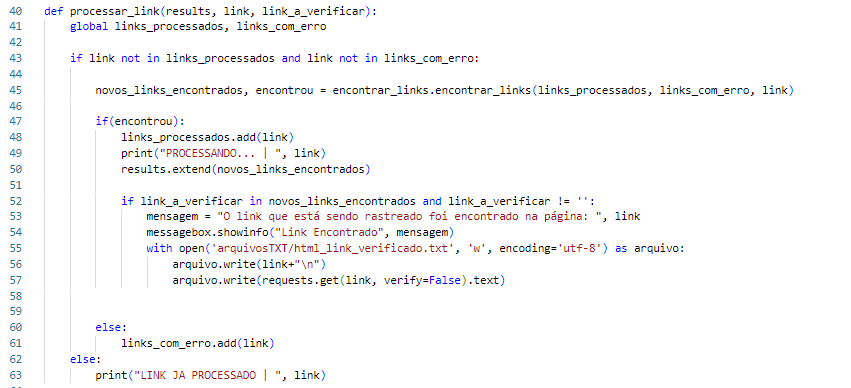 40 def processar_link(results, link, link_a_verificar):
41     global links_processados, links_com_erro
42
43     if link not in links_processados and link not in links_com_erro:
44
45         novos_links_encontrados, encontrou = encontrar_links.encontrar_links(links_processados, links_com_erro, link)
46
47         if(encontrou):
48             links_processados.add(link)
49             print("PROCESSANDO... | ", link)
50             results.extend(novos_links_encontrados)
51
52             if link_a_verificar in novos_links_encontrados and link_a_verificar != '':
53                 mensagem = "O link que está sendo rastreado foi encontrado na página: ", link
54                 messagebox.showinfo("Link Encontrado", mensagem)
55                 with open('arquivosTXT/html_link_verificado.txt', 'w', encoding='utf-8') as arquivo:
56                     arquivo.write(link+"\n")
57                     arquivo.write(requests.get(link, verify=False).text)
58
59
60         else:
61             links_com_erro.add(link)
62     else:
63         print("LINK JA PROCESSADO | ", link)